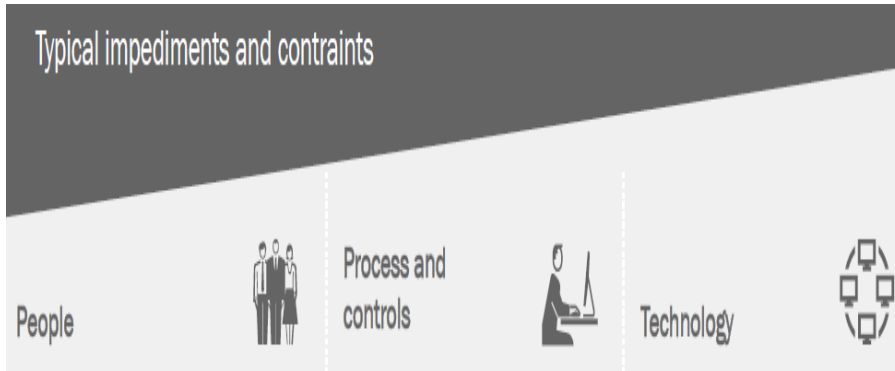 Typical impediments and contraints
People
Process and
controls
Technology